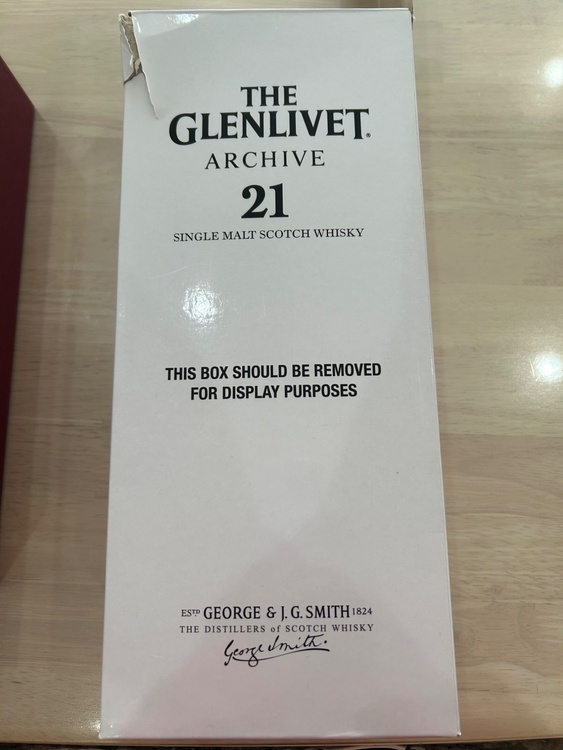 THE
GLENLIVET®
ARCHIVE
21
SINGLE MALT SCOTCH WHISKY
THIS BOX SHOULD BE REMOVED
FOR DISPLAY PURPOSES
ESTD GEORGE & J.G. SMITH 1824
THE DISTILLERS of SCOTCH WHISKY
George Smith.